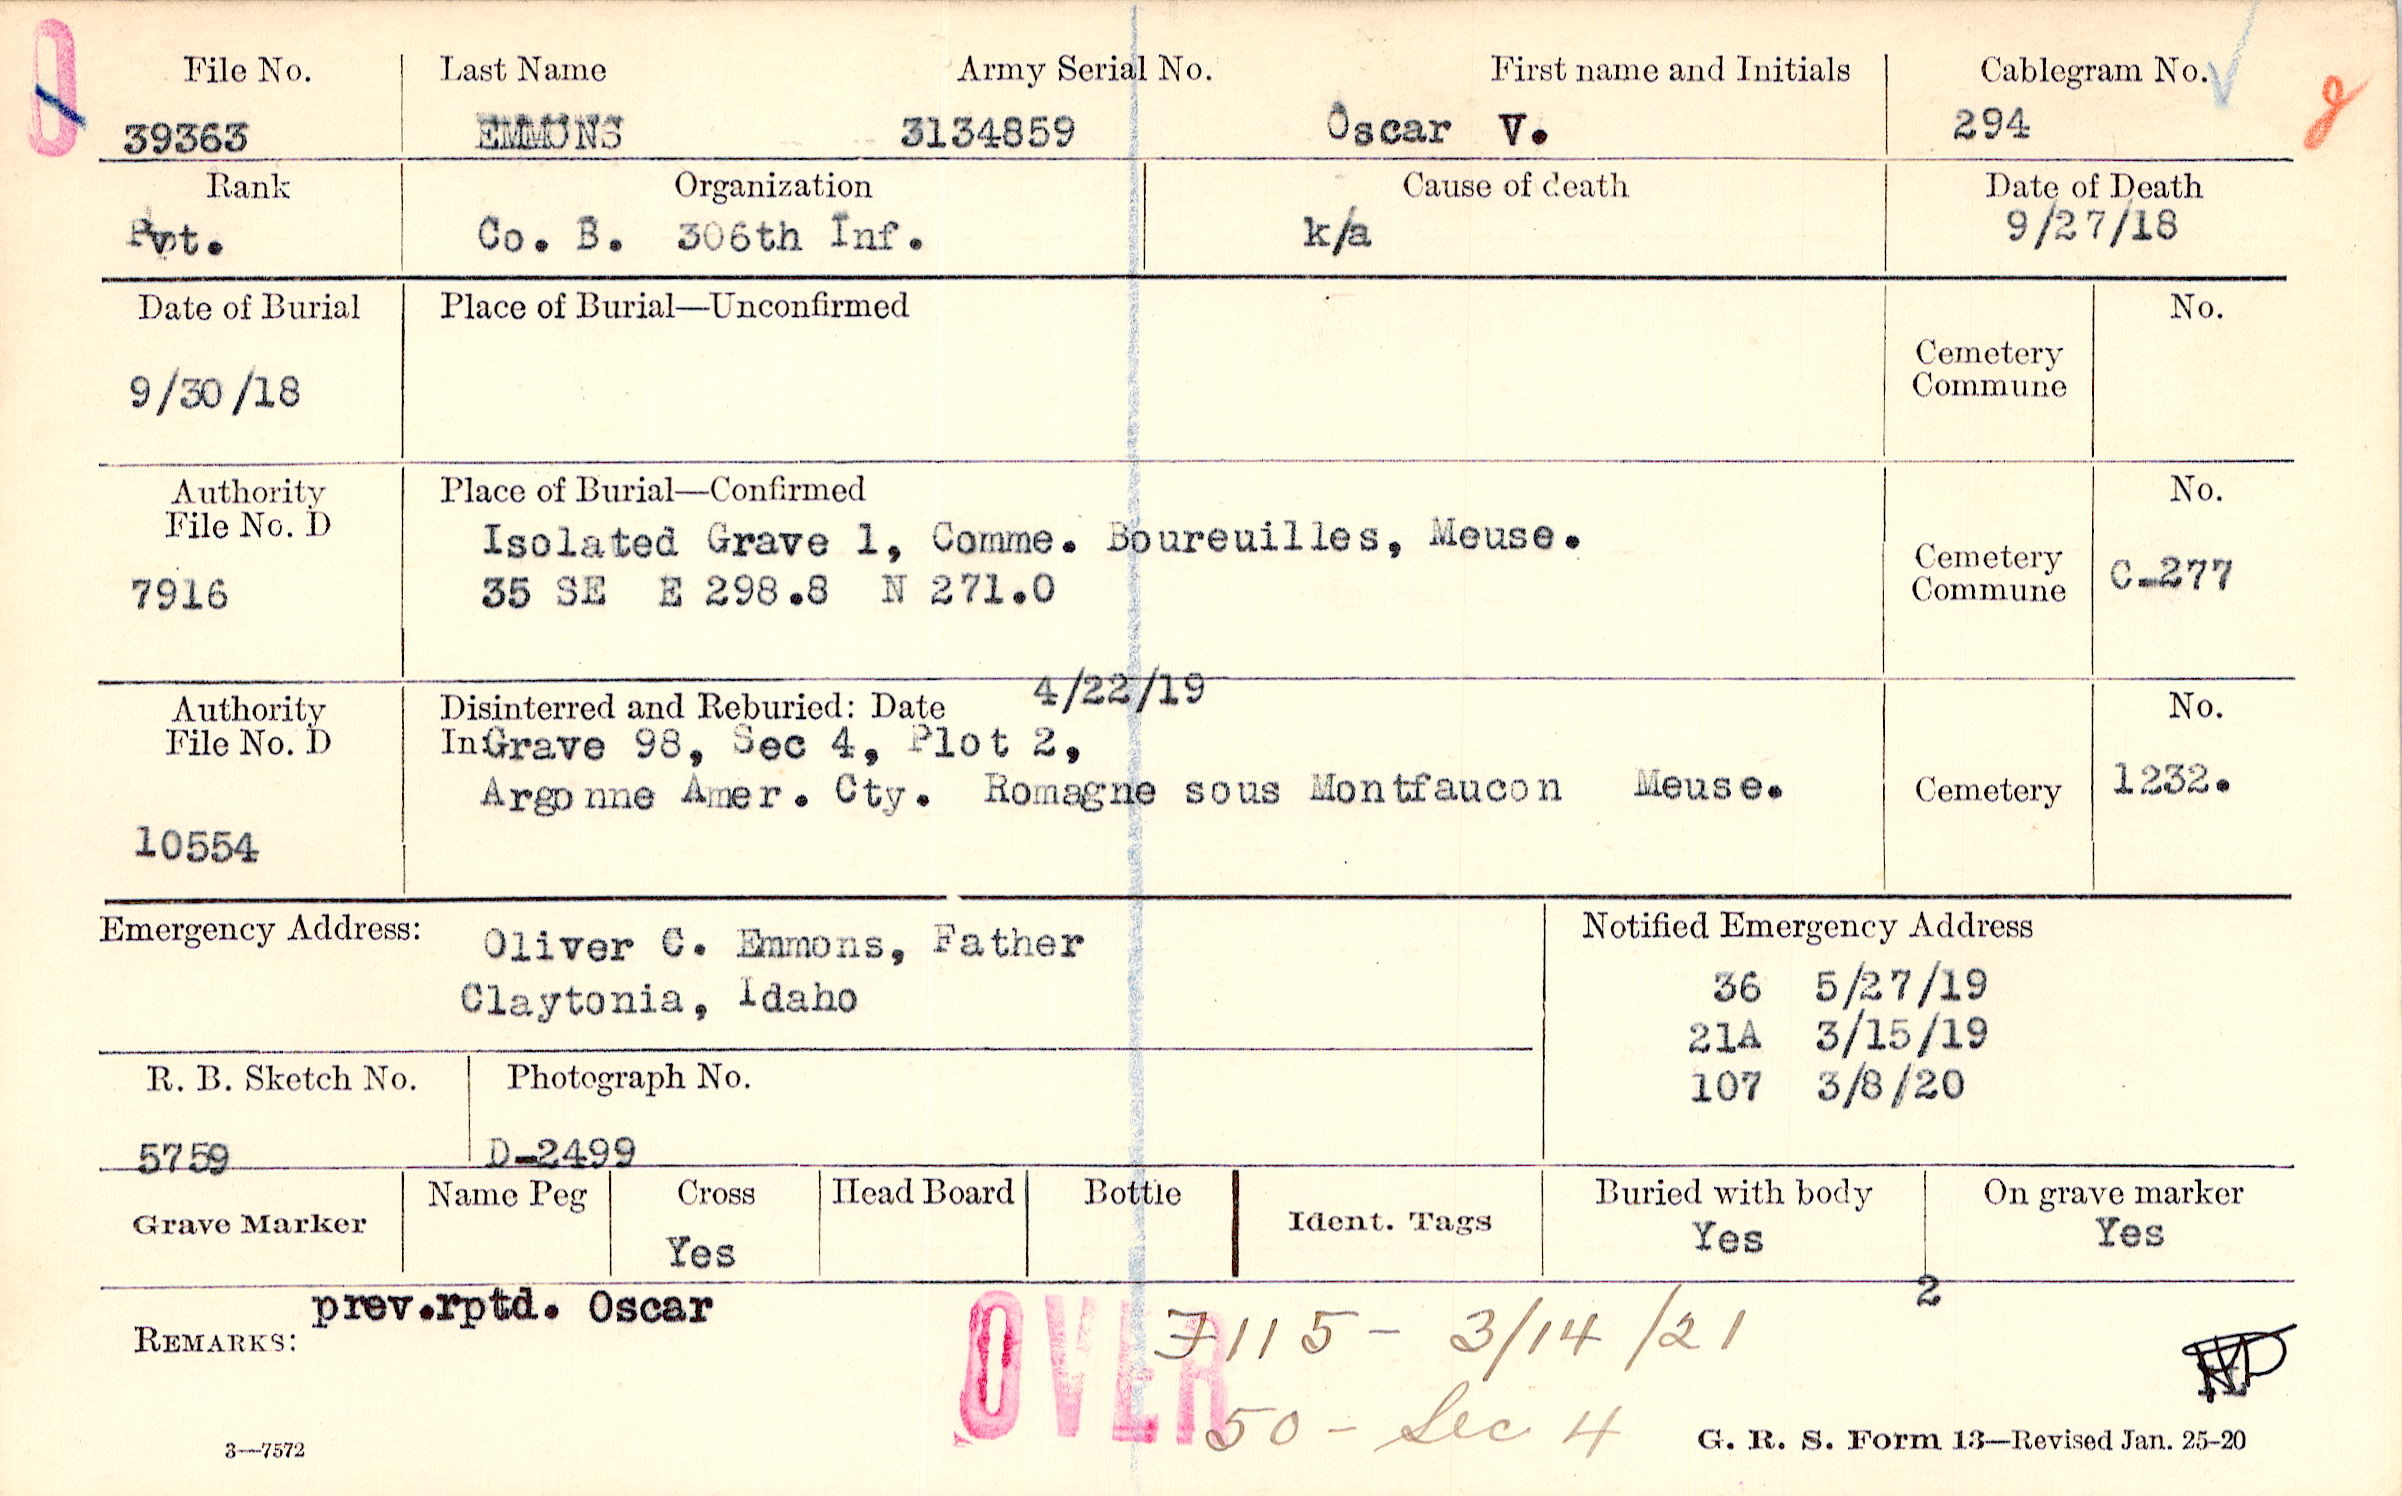 File No. Last Name Army Serial No. First name and Initials Cablegram No.
39363 EMMONS 3134859 Oscar V. 294
Rank Organization Cause of death Date of Death
Pvt. Co. B. 306th Inf. k/a 9/27/18
Date of Burial Place of Burial—Unconfirmed No.
9/30/18
Cemetery
Commune
Authority
File No. D
7916
Place of Burial—Confirmed
Isolated Grave 1, Comme. Boureuilles, Meuse.
35 SE E 298.8 N 271.0
Cemetery
Commune
No.
C-277
Authority
File No. D
10554
Disinterred and Reburied: Date 4/22/19
In Grave 98, Sec 4, Plot 2,
Argonne Amer. Cty. Romagne sous Montfaucon Meuse.
Cemetery
No.
1232.
Emergency Address: Oliver C. Emmons, Father
Claytonia, Idaho
Notified Emergency Address
36 5/27/19
21A 3/15/19
107 3/8/20
R. B. Sketch No. Photograph No.
5759 D-2499
Grave Marker Name Peg Cross Head Board Bottle Ident. Tags Buried with body On grave marker
Yes Yes Yes
2
REMARKS: prev.rptd. Oscar
OVER
7115 - 3/14/21
50 - Sec 4
3—7572
G. R. S. Form 13—Revised Jan. 25-20